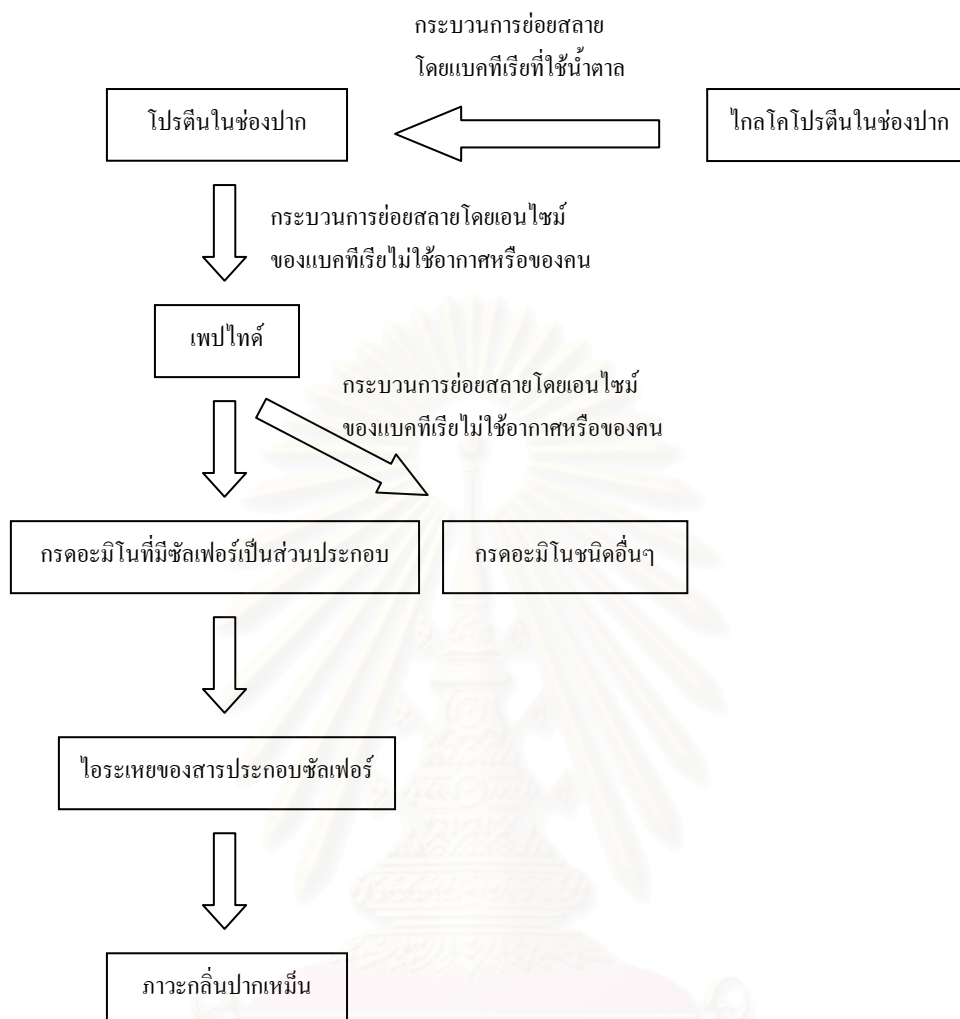 กระบวนการย่อยสลาย
โดยแบคทีเรียที่ใช้น้ำตาล
โปรตีนในช่องปาก
ไกลโคโปรตีนในช่องปาก
กระบวนการย่อยสลายโดยเอนไซม์
ของแบคทีเรียไม่ใช้อากาศหรือของคน
เพปไทด์
กระบวนการย่อยสลายโดยเอนไซม์
ของแบคทีเรียไม่ใช้อากาศหรือของคน
กรดอะมิโนที่มีซัลเฟอร์เป็นส่วนประกอบ
กรดอะมิโนชนิดอื่นๆ
ไอระเหยของสารประกอบซัลเฟอร์
ภาวะกลิ่นปากเหม็น